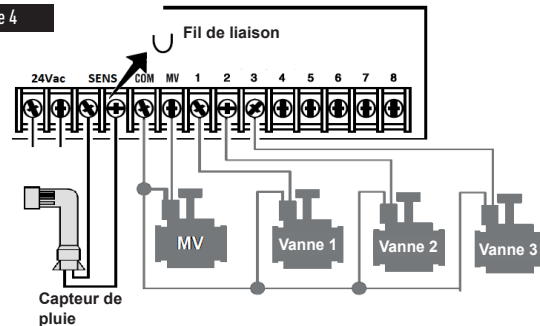 e 4
Fil de liaison
24Vac SENS COM MV 1 2 3 4 5 6 7 8
MV
Vanne 1
Vanne 2
Vanne 3
Capteur de
pluie